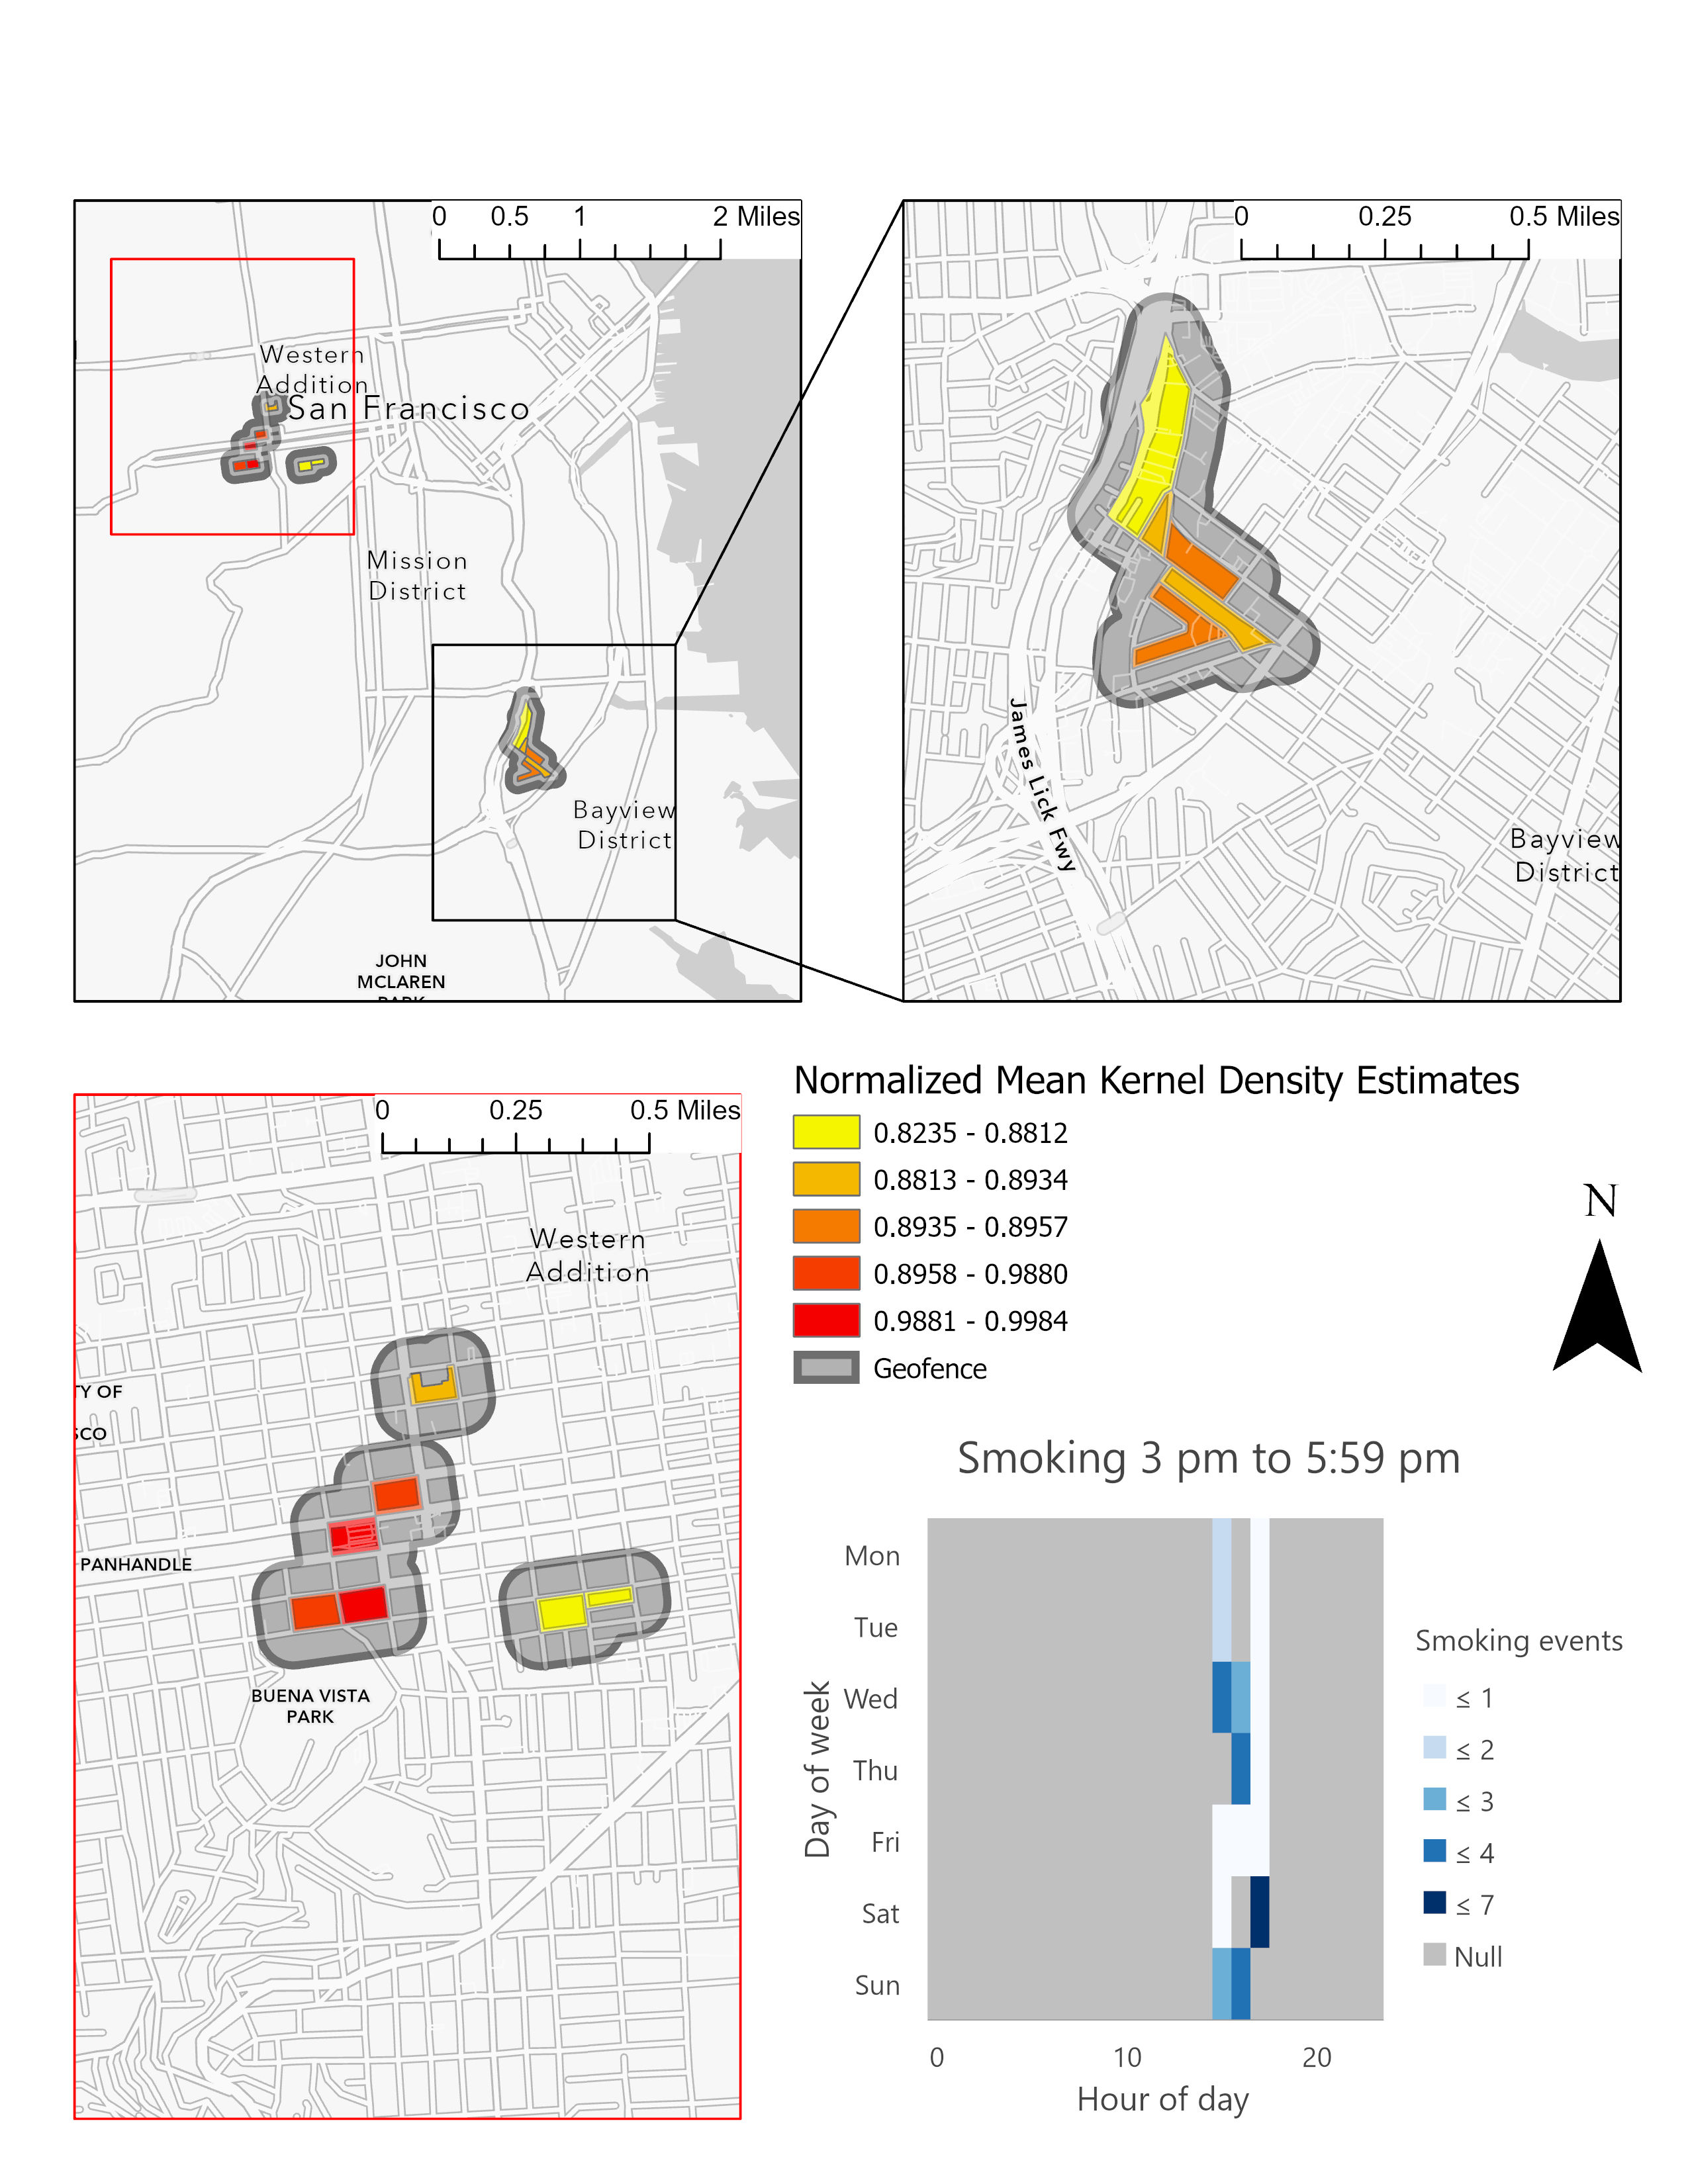 0 0.5 1 2 Miles
Western
Addition
San Francisco
Mission
District
Bayview
District
JOHN
MCLAREN
PARK
0 0.25 0.5 Miles
James Lick Fwy
Bayview
District
0 0.25 0.5 Miles
Western
Addition
TY OF
SCO
PANHANDLE
BUENA VISTA
PARK
Normalized Mean Kernel Density Estimates
0.8235 - 0.8812
0.8813 - 0.8934
0.8935 - 0.8957
0.8958 - 0.9880
0.9881 - 0.9984
Geofence
N
Smoking 3 pm to 5:59 pm
Day of week
Mon
Tue
Wed
Thu
Fri
Sat
Sun
0 10 20
Hour of day
Smoking events
≤ 1
≤ 2
≤ 3
≤ 4
≤ 7
Null